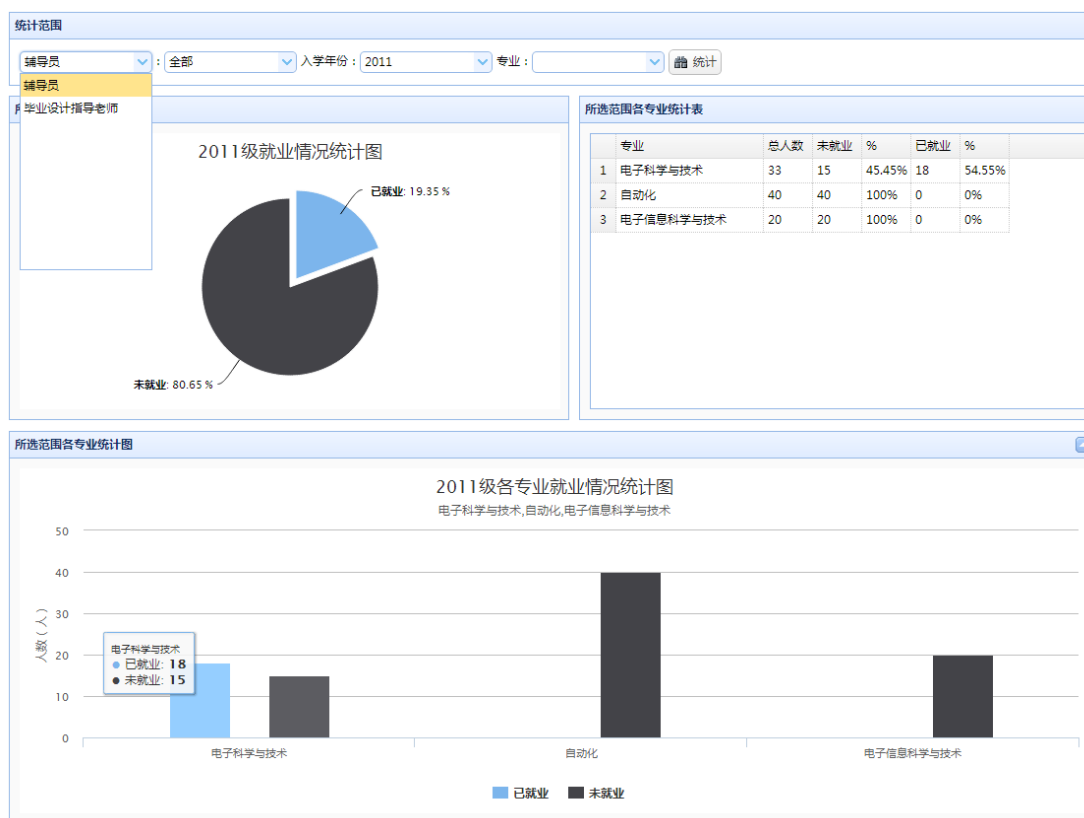 统计范围
辅导员 : 全部 入学年份 : 2011 专业 : 统计
辅导员
毕业设计指导老师
2011级就业情况统计图
已就业: 19.35 %
未就业: 80.65 %
所选范围各专业统计表
专业 总人数 未就业 % 已就业 %
1 电子科学与技术 33 15 45.45% 18 54.55%
2 自动化 40 40 100% 0 0%
3 电子信息科学与技术 20 20 100% 0 0%
所选范围各专业统计图
2011级各专业就业情况统计图
电子科学与技术,自动化,电子信息科学与技术
人数 ( 人 )
50
40
30
20
10
0
电子科学与技术
已就业: 18
未就业: 15
电子科学与技术 自动化 电子信息科学与技术
已就业 未就业